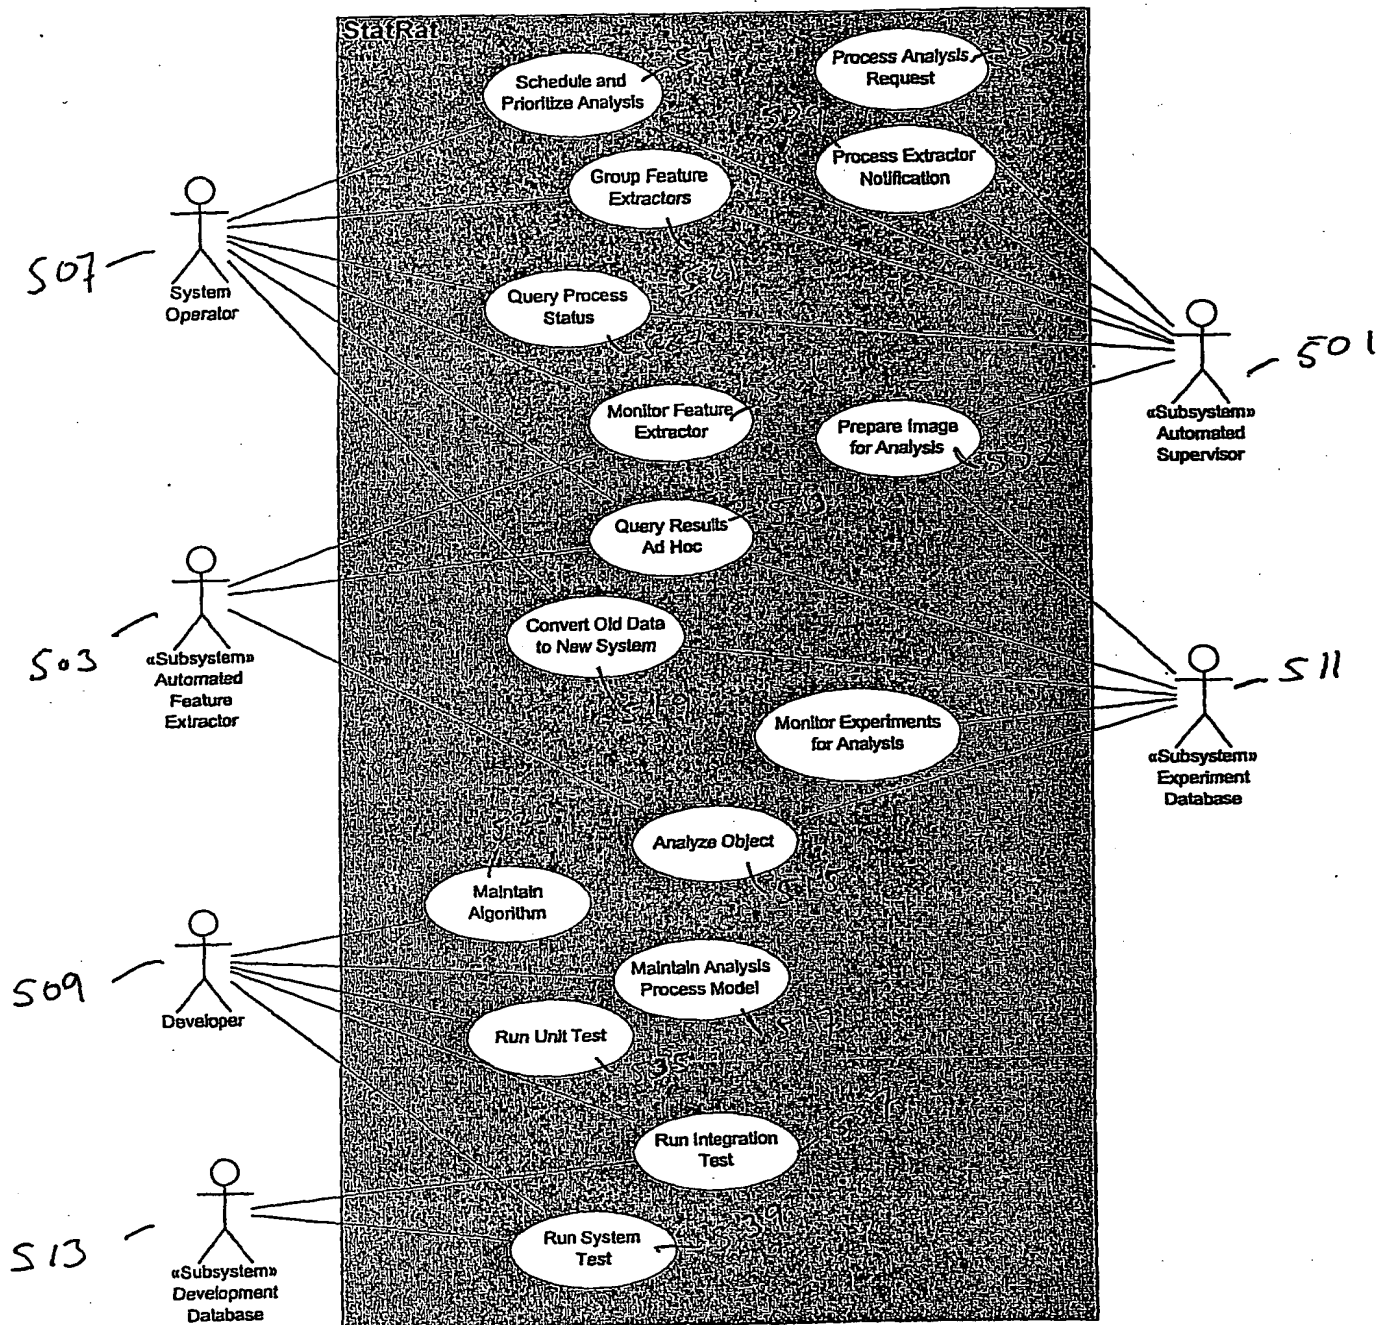 StatRat
Schedule and
Prioritize Analysis
Process Analysis
Request
529
Process Extractor
Notification
Group Feature
Extractors
507
System
Operator
Query Process
Status
501
«Subsystem»
Automated
Supervisor
Monitor Feature
Extractor
Prepare Image
for Analysis
Query Results
Ad Hoc
503
«Subsystem»
Automated
Feature
Extractor
Convert Old Data
to New System
511
«Subsystem»
Experiment
Database
Monitor Experiments
for Analysis
Analyze Object
Maintain
Algorithm
509
Developer
Maintain Analysis
Process Model
Run Unit Test
535
Run Integration
Test
513
«Subsystem»
Development
Database
Run System
Test
539